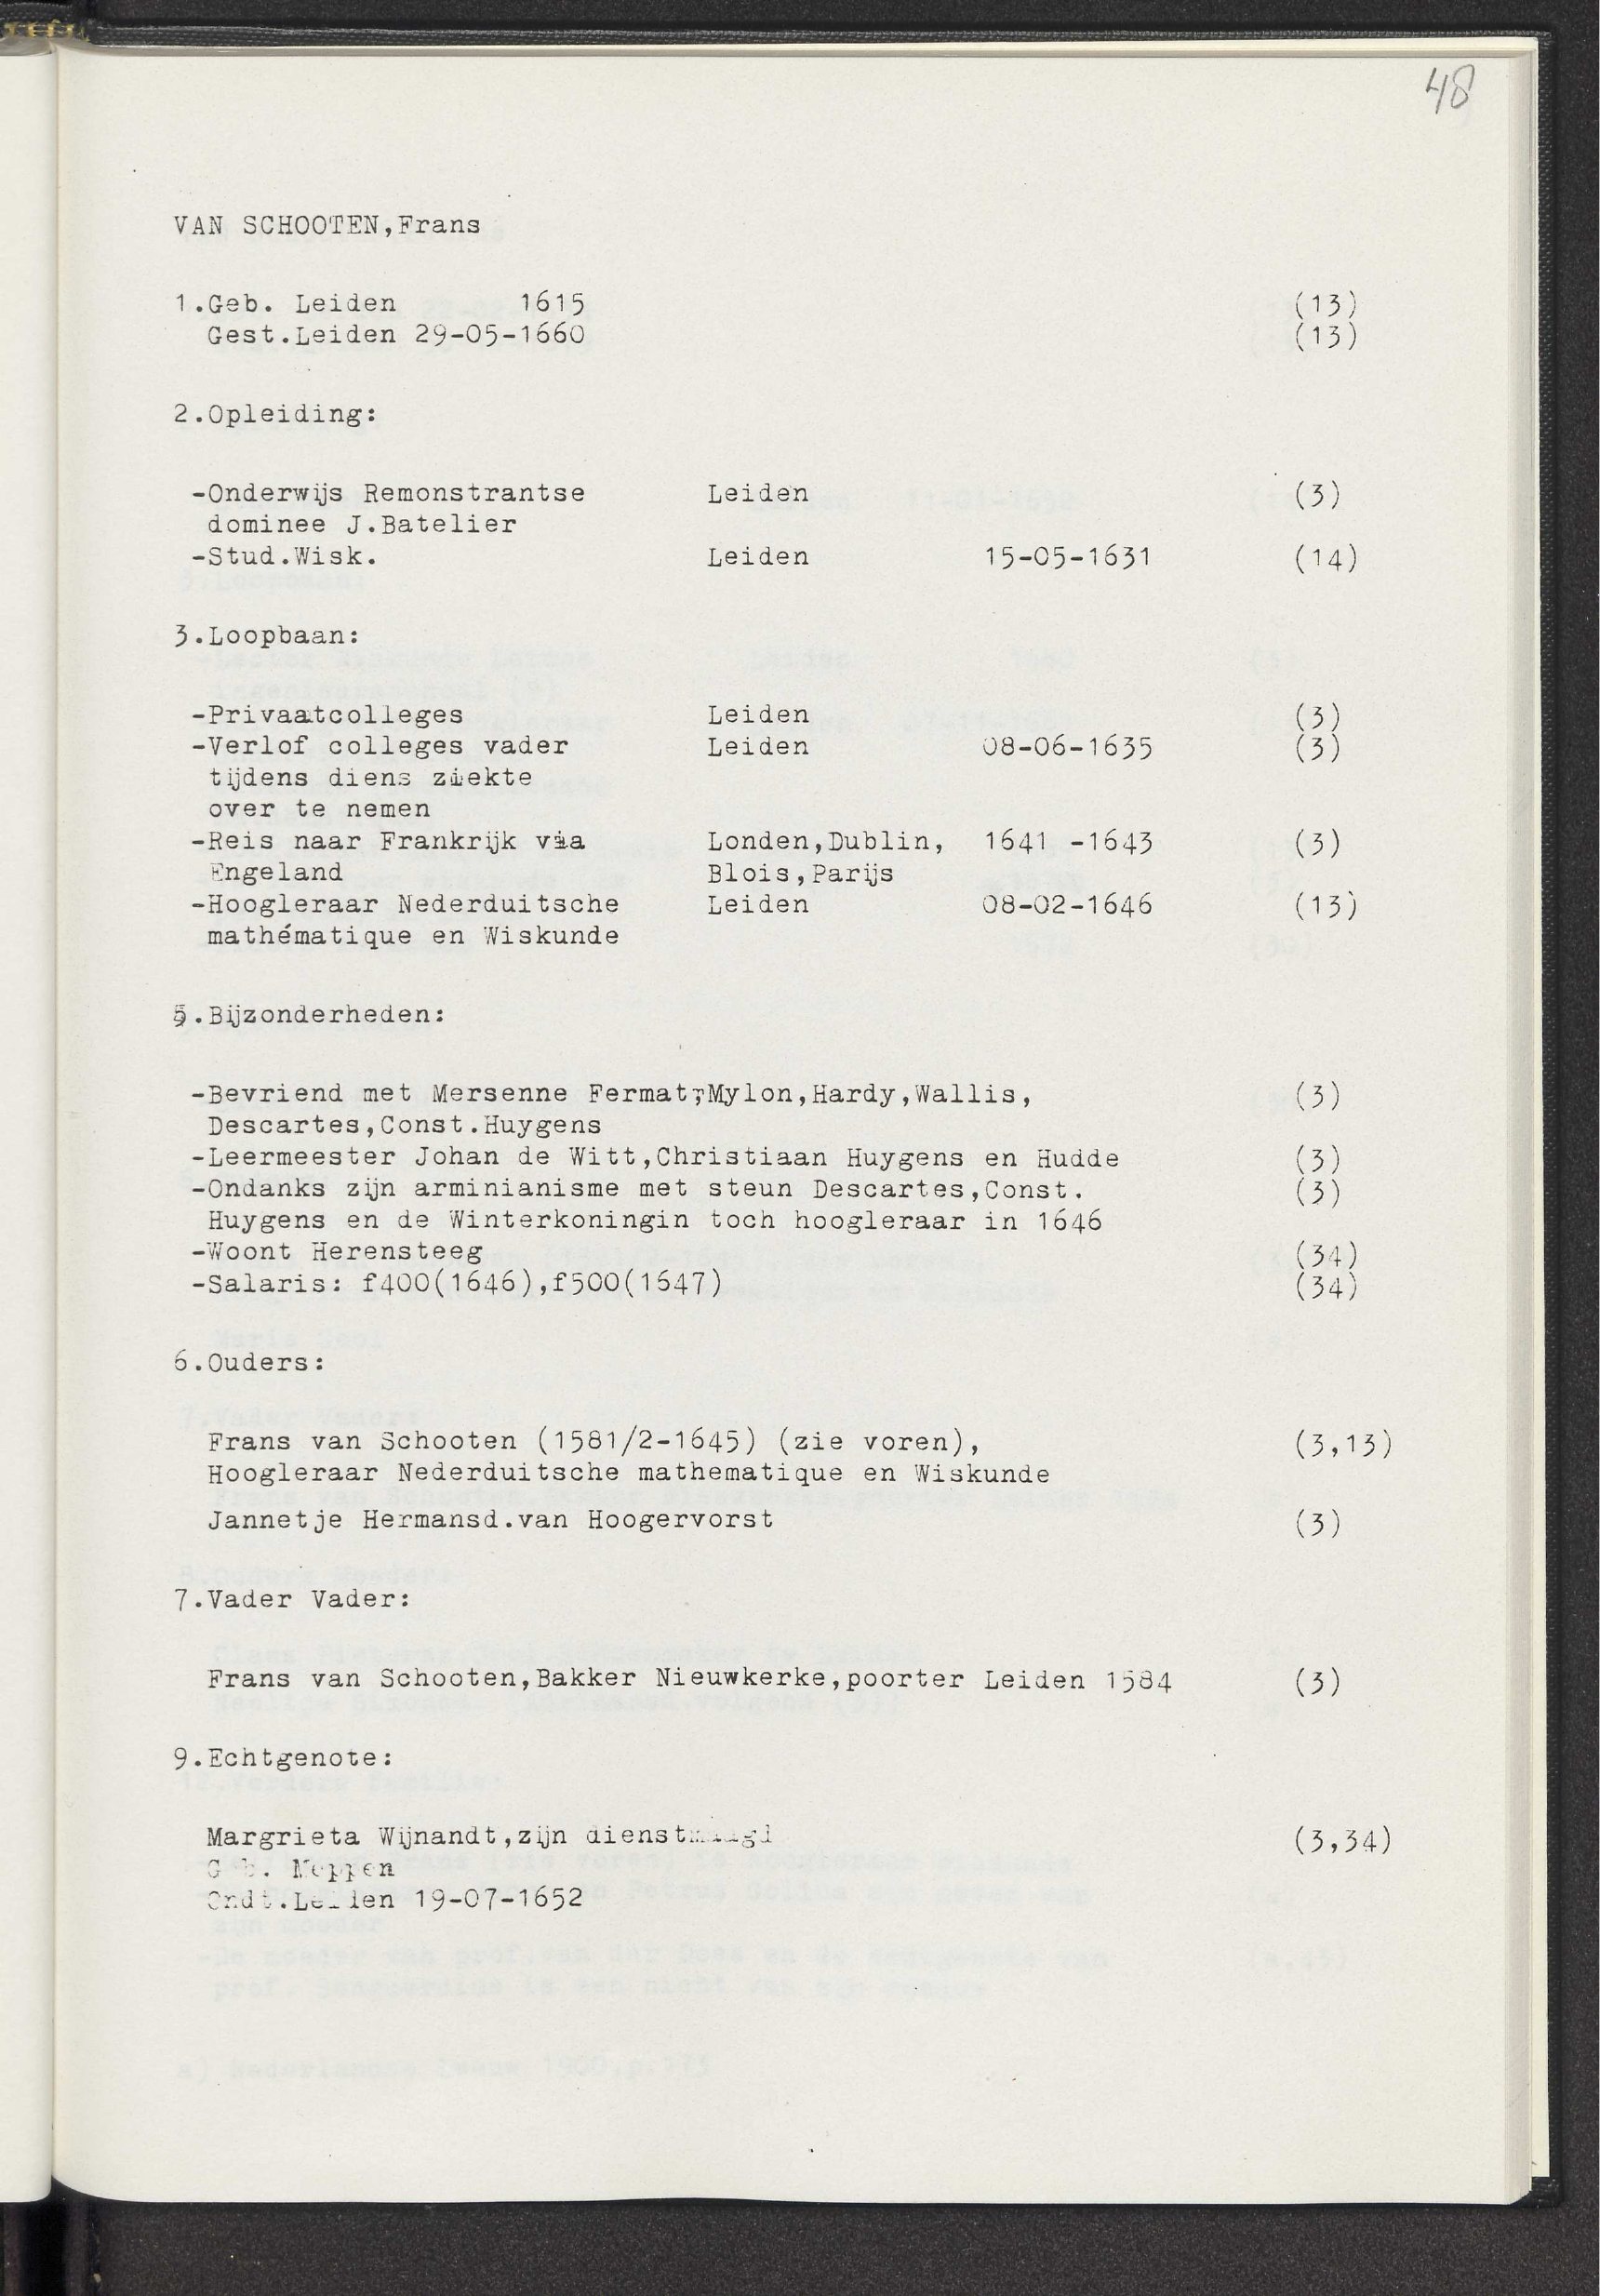 48
VAN SCHOOTEN,Frans
1.Geb. Leiden 1615 (13)
Gest.Leiden 29-05-1660 (13)
2.Opleiding:
-Onderwijs Remonstrantse Leiden (3)
dominee J.Batelier
-Stud.Wisk. Leiden 15-05-1631 (14)
3.Loopbaan:
-Privaatcolleges Leiden (3)
-Verlof colleges vader Leiden 08-06-1635 (3)
tijdens diens ziekte
over te nemen
-Reis naar Frankrijk via Londen,Dublin, 1641 -1643 (3)
Engeland Blois,Parijs
-Hoogleraar Nederduitsche Leiden 08-02-1646 (13)
mathématique en Wiskunde
5.Bijzonderheden:
-Bevriend met Mersenne Fermat,Mylon,Hardy,Wallis, (3)
Descartes,Const.Huygens
-Leermeester Johan de Witt,Christiaan Huygens en Hudde (3)
-Ondanks zijn arminianisme met steun Descartes,Const. (3)
Huygens en de Winterkoningin toch hoogleraar in 1646
-Woont Herensteeg (34)
-Salaris: f400(1646),f500(1647) (34)
6.Ouders:
Frans van Schooten (1581/2-1645) (zie voren), (3,13)
Hoogleraar Nederduitsche mathematique en Wiskunde
Jannetje Hermansd.van Hoogervorst (3)
7.Vader Vader:
Frans van Schooten,Bakker Nieuwkerke,poorter Leiden 1584 (3)
9.Echtgenote:
Margrieta Wijnandt,zijn dienstmaagd (3,34)
Geb. Meppen
Ondt.Leiden 19-07-1652